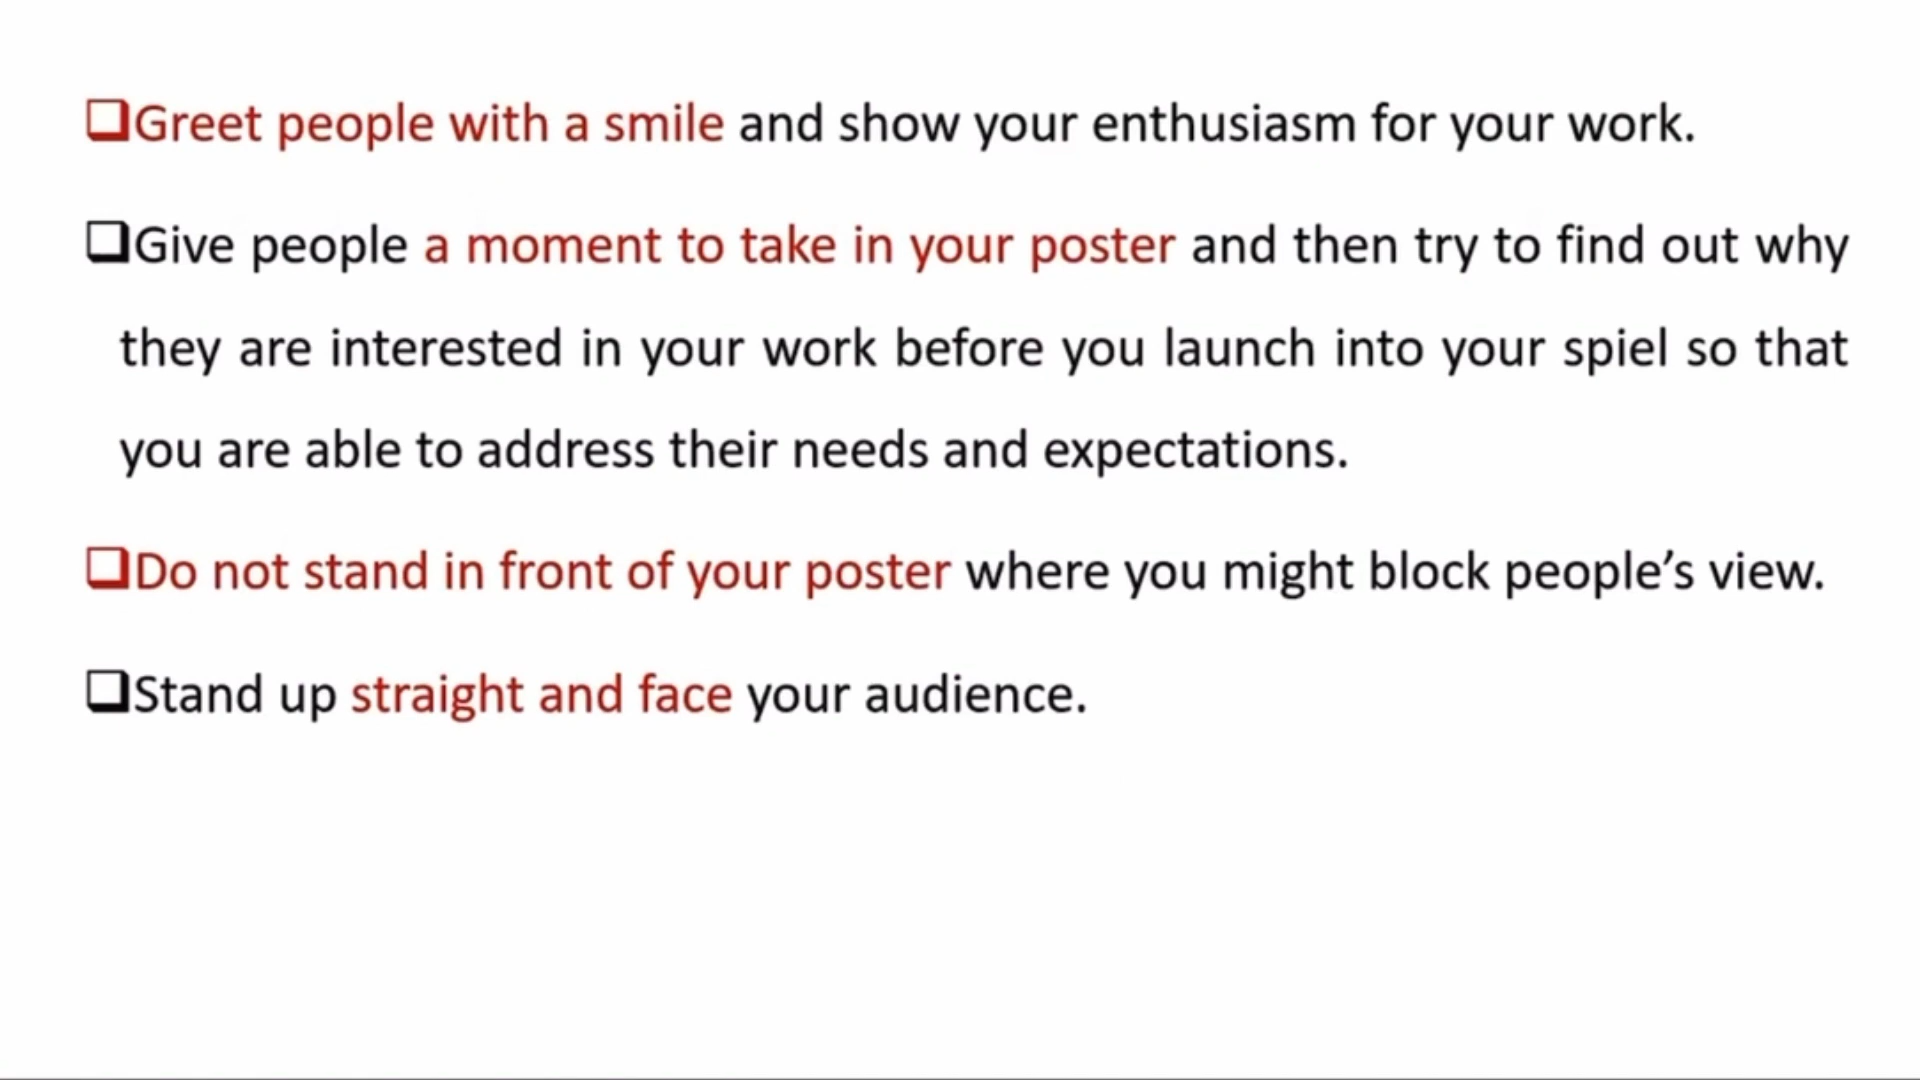 ❑Greet people with a smile and show your enthusiasm for your work.
❑Give people a moment to take in your poster and then try to find out why
they are interested in your work before you launch into your spiel so that
you are able to address their needs and expectations.
❑Do not stand in front of your poster where you might block people’s view.
❑Stand up straight and face your audience.